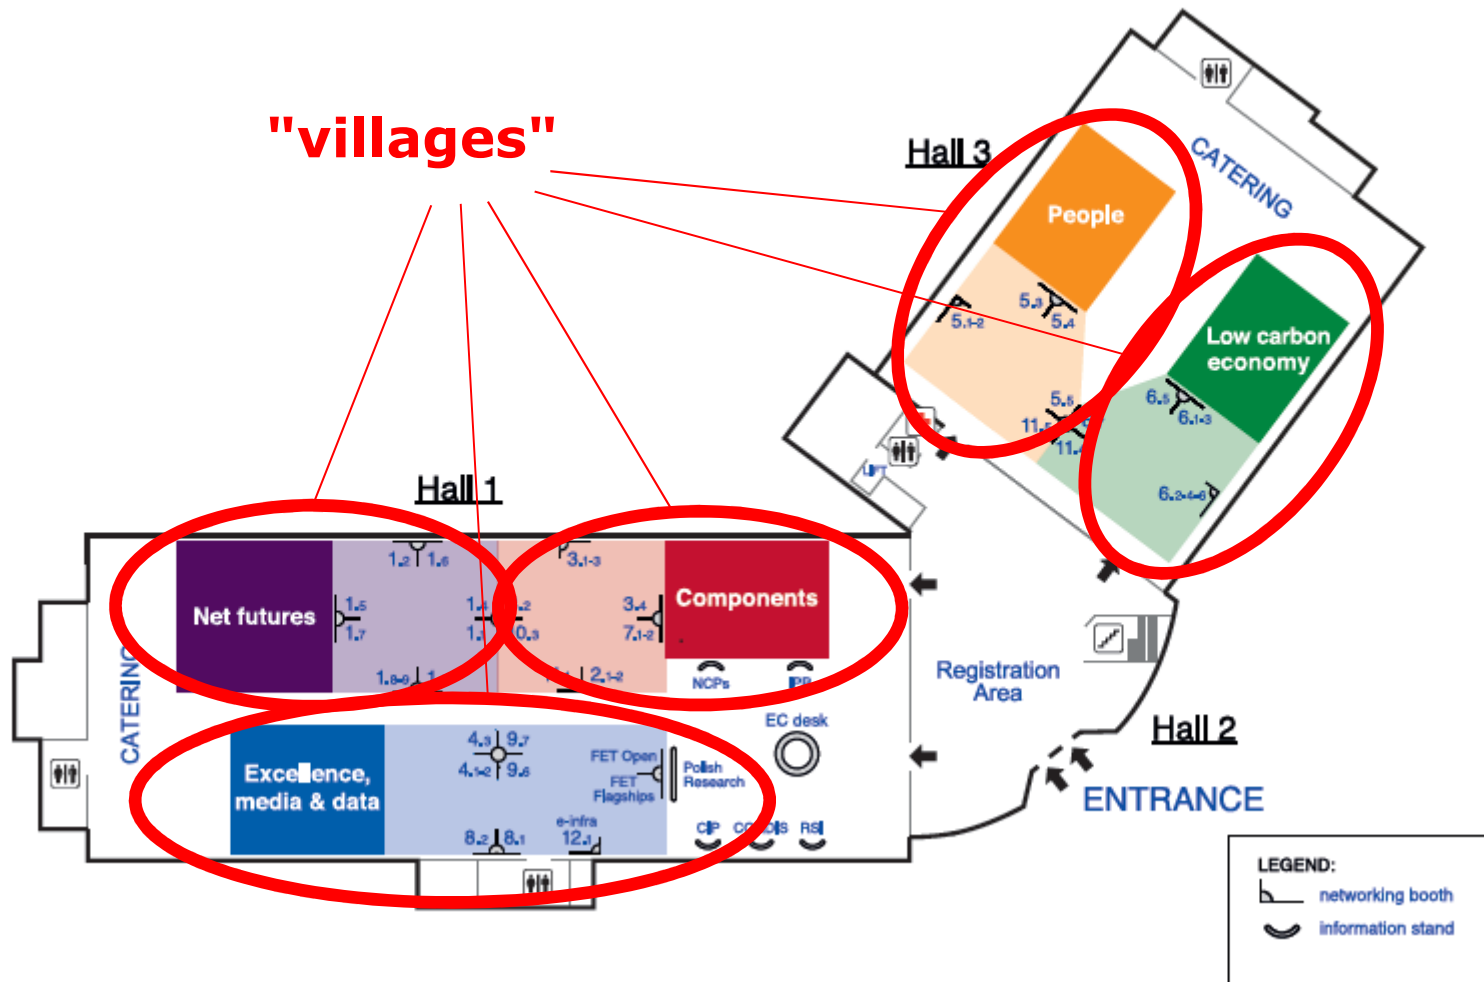 "villages"
Hall 3
CATERING
People
5.3
5.4
5.1-2
Low carbon
economy
5.5
6.5
6.1-3
6.2-4-6
LIFT
Hall 1
Net futures
1.2
1.6
1.5
1.7
1.4
1.8-9
3.1-3
3.4
7.1-2
2.1-2
Components
NCPs
IPR
CATERING
Excellence,
media & data
4.3
9.7
4.1-2
9.6
FET Open
FET
Flagships
Polish
Research
EC desk
8.2
8.1
e-infra
12.1
CIP
RSI
Registration
Area
Hall 2
ENTRANCE
LEGEND:
networking booth
information stand